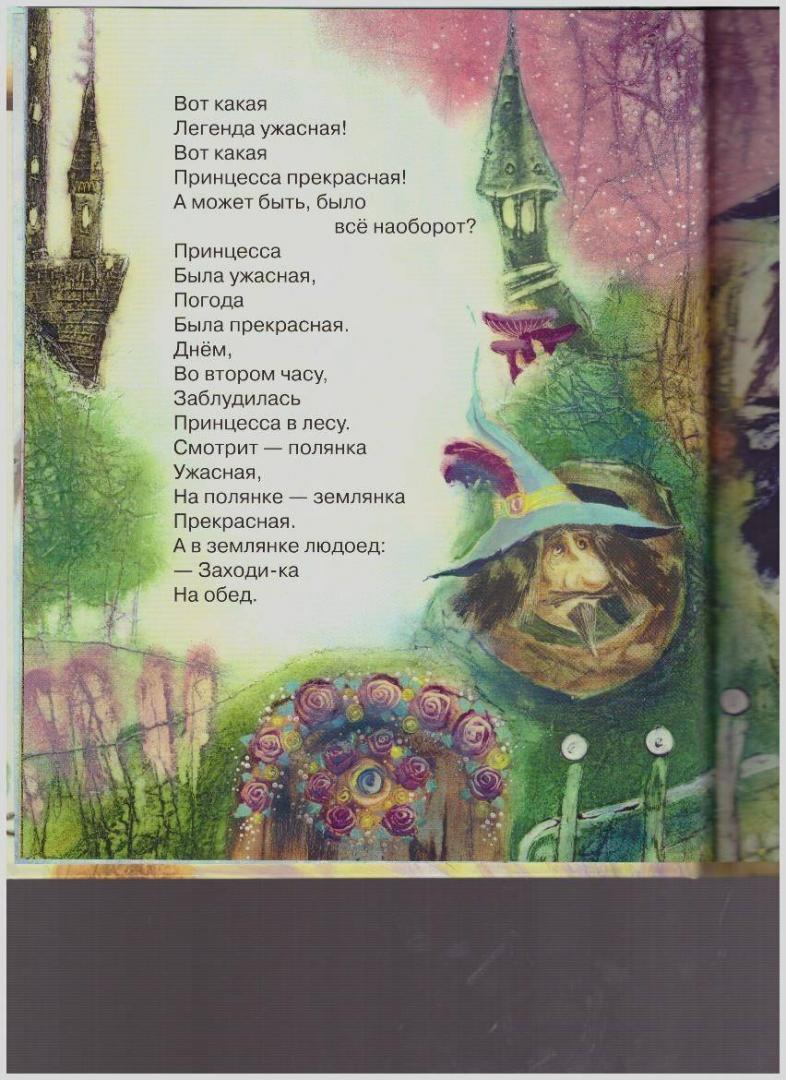 Вот какая
Легенда ужасная!
Вот какая
Принцесса прекрасная!
А может быть, было
всё наоборот?
Принцесса
Была ужасная,
Погода
Была прекрасная.
Днём,
Во втором часу,
Заблудилась
Принцесса в лесу.
Смотрит — полянка
Ужасная,
На полянке — землянка
Прекрасная.
А в землянке людоед:
— Заходи-ка
На обед.